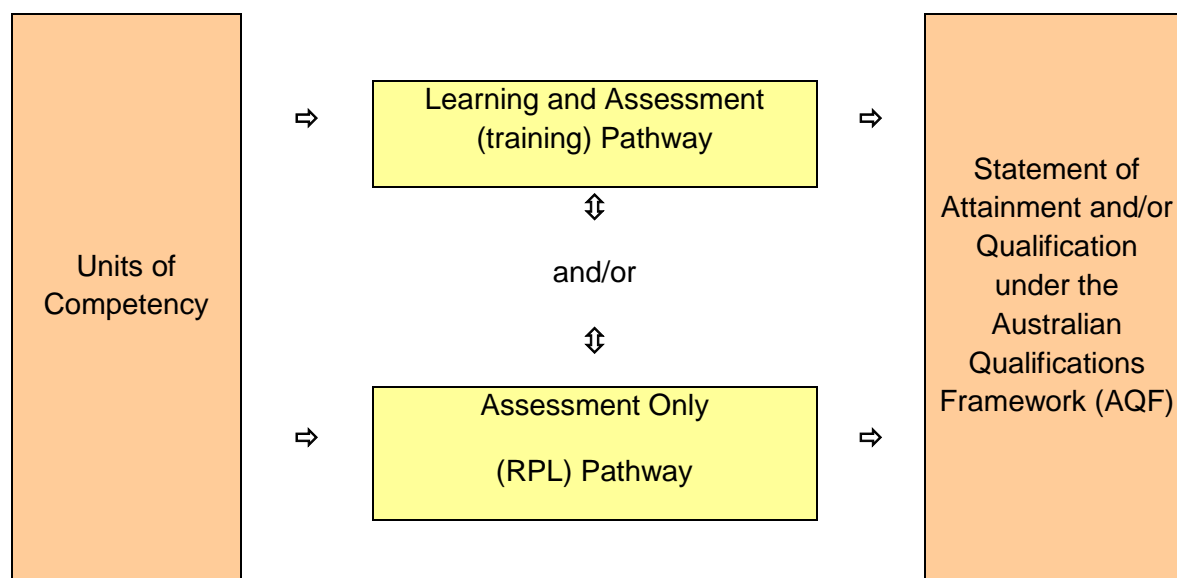 Units of
Competency
Learning and Assessment
(training) Pathway
and/or
Assessment Only
(RPL) Pathway
Statement of
Attainment and/or
Qualification
under the
Australian
Qualifications
Framework (AQF)